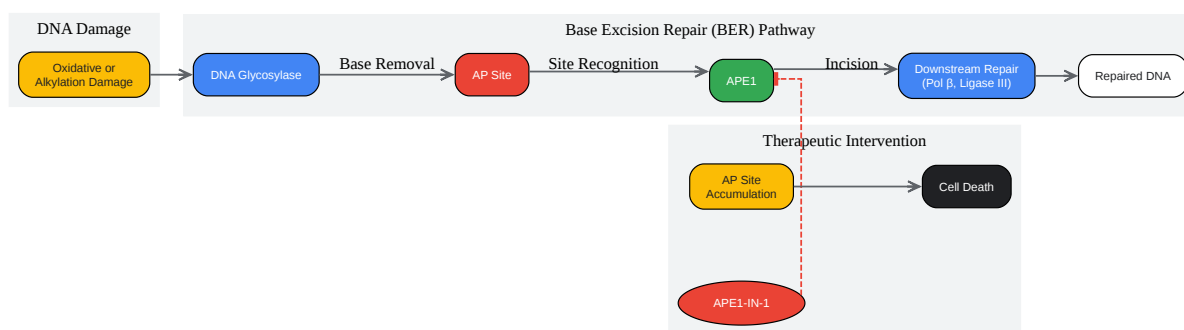 DNA Damage
Oxidative or
Alkylation Damage
Base Excision Repair (BER) Pathway
DNA Glycosylase
Base Removal
AP Site
Site Recognition
APE1
Incision
Downstream Repair
(Pol β, Ligase III)
Repaired DNA
Therapeutic Intervention
AP Site
Accumulation
Cell Death
APE1-IN-1